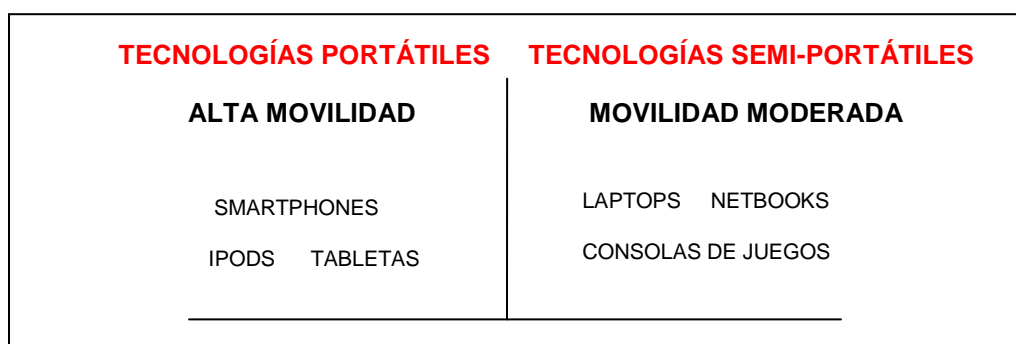 TECNOLOGÍAS PORTÁTILES
ALTA MOVILIDAD
SMARTPHONES
IPODS TABLETAS
TECNOLOGÍAS SEMI-PORTÁTILES
MOVILIDAD MODERADA
LAPTOPS NETBOOKS
CONSOLAS DE JUEGOS